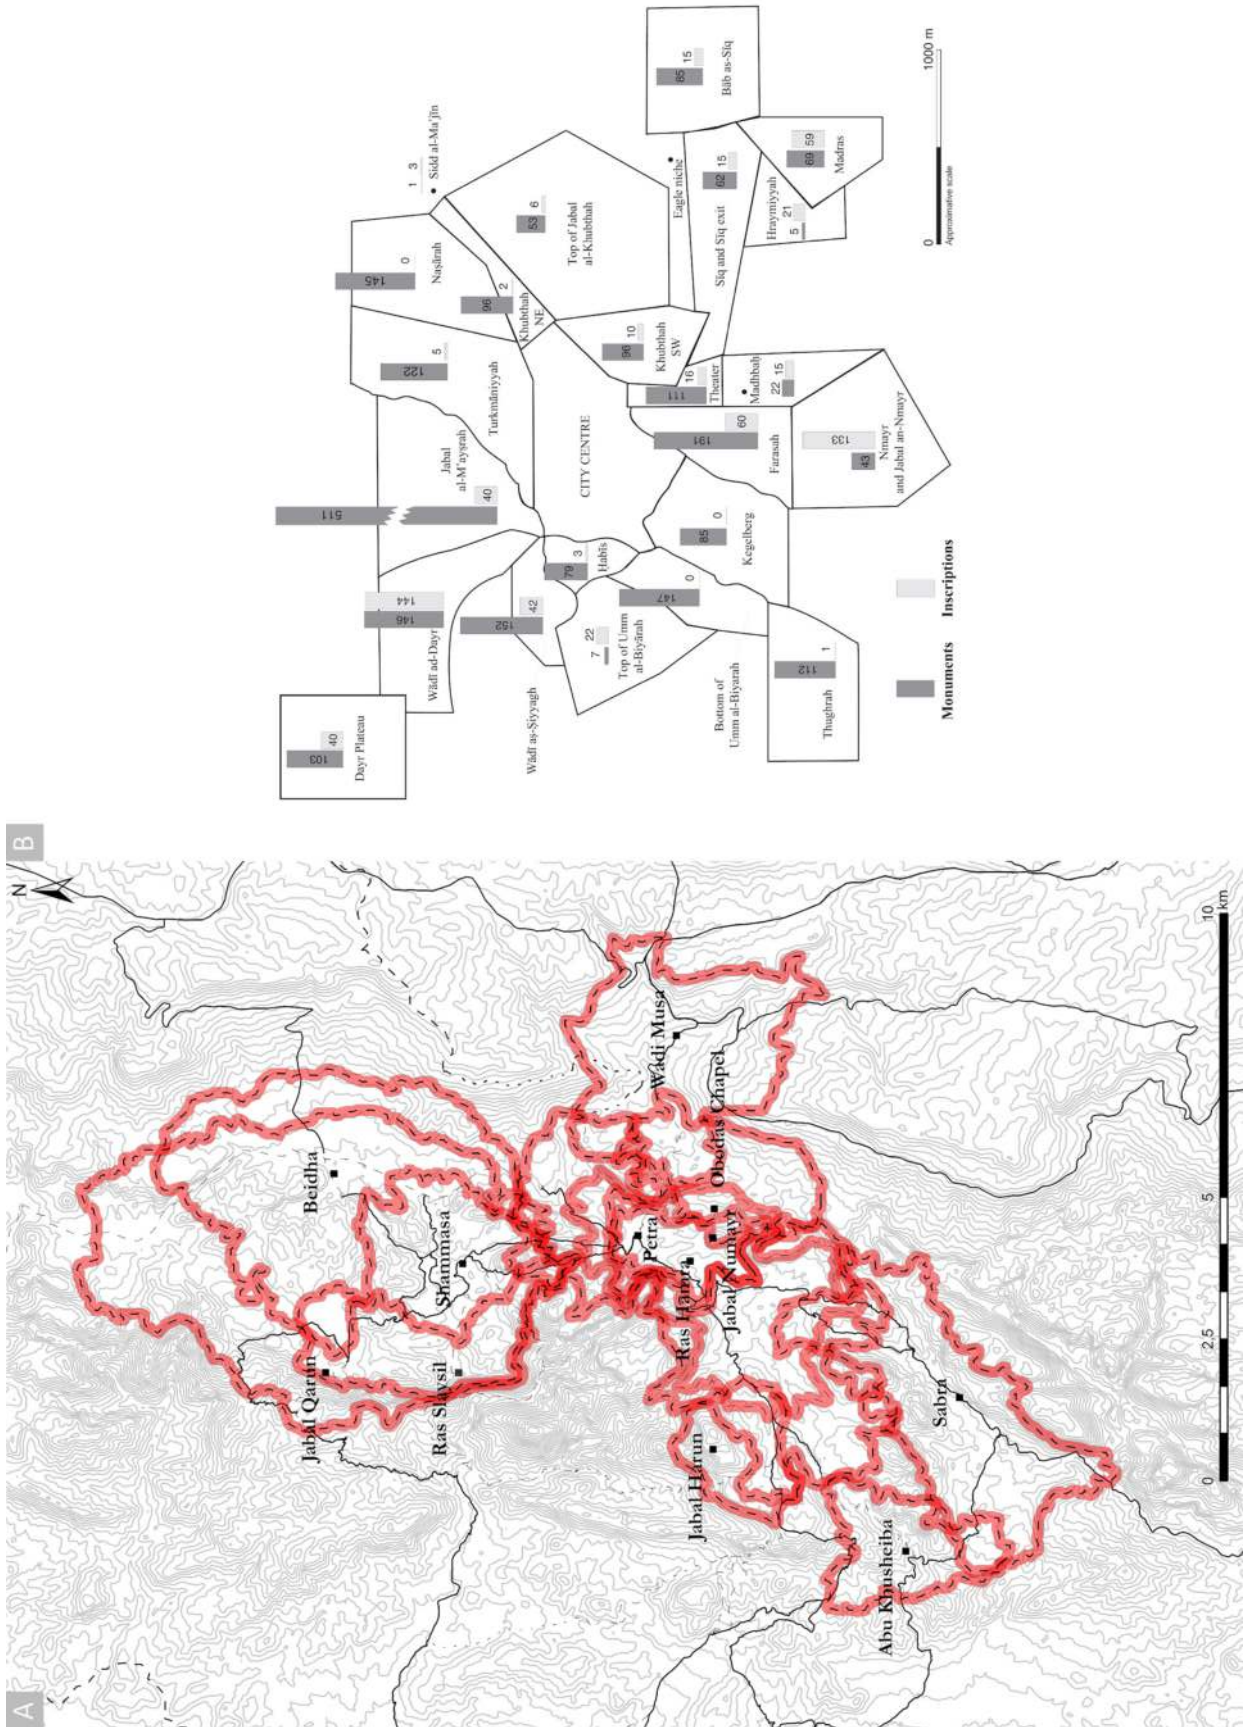 A
N
Beidha
Shammasa
Jabal Qarun
Ras Slaysil
Wadi Musa
Obodas Chapel
Petra
Ras Hamra
Jabal Numayr
Jabal Harun
Sabra
Abu Khusheiba
0
2,5
5
10
km
B
103
40
Dayr Plateau
146
144
Wādī ad-Dayr
511
40
Jabal
al-M'ayṣrah
122
5
Turkmāniyyah
145
0
Naṣārah
1
3
Sidd al-Ma'jīn
96
2
Khubthah
NE
53
6
Top of Jabal
al-Khubthah
152
42
Wādī aṣ-Ṣiyyagh
79
3
Ḥabīs
CITY CENTRE
96
10
Khubthah
SW
Eagle niche
62
15
Sīq and Sīq exit
85
15
Bāb as-Sīq
7
22
Top of Umm
al-Biyārah
147
0
Bottom of
Umm al-Biyarah
85
0
Kegelberg
191
60
Farasah
111
16
Theater
22
15
Madhbaḥ
5
21
Hraymiyyah
69
59
Madras
112
1
Thughrah
43
133
Nmayr
and Jabal an-Nmayr
Monuments
Inscriptions
0
1000 m
Approximative scale